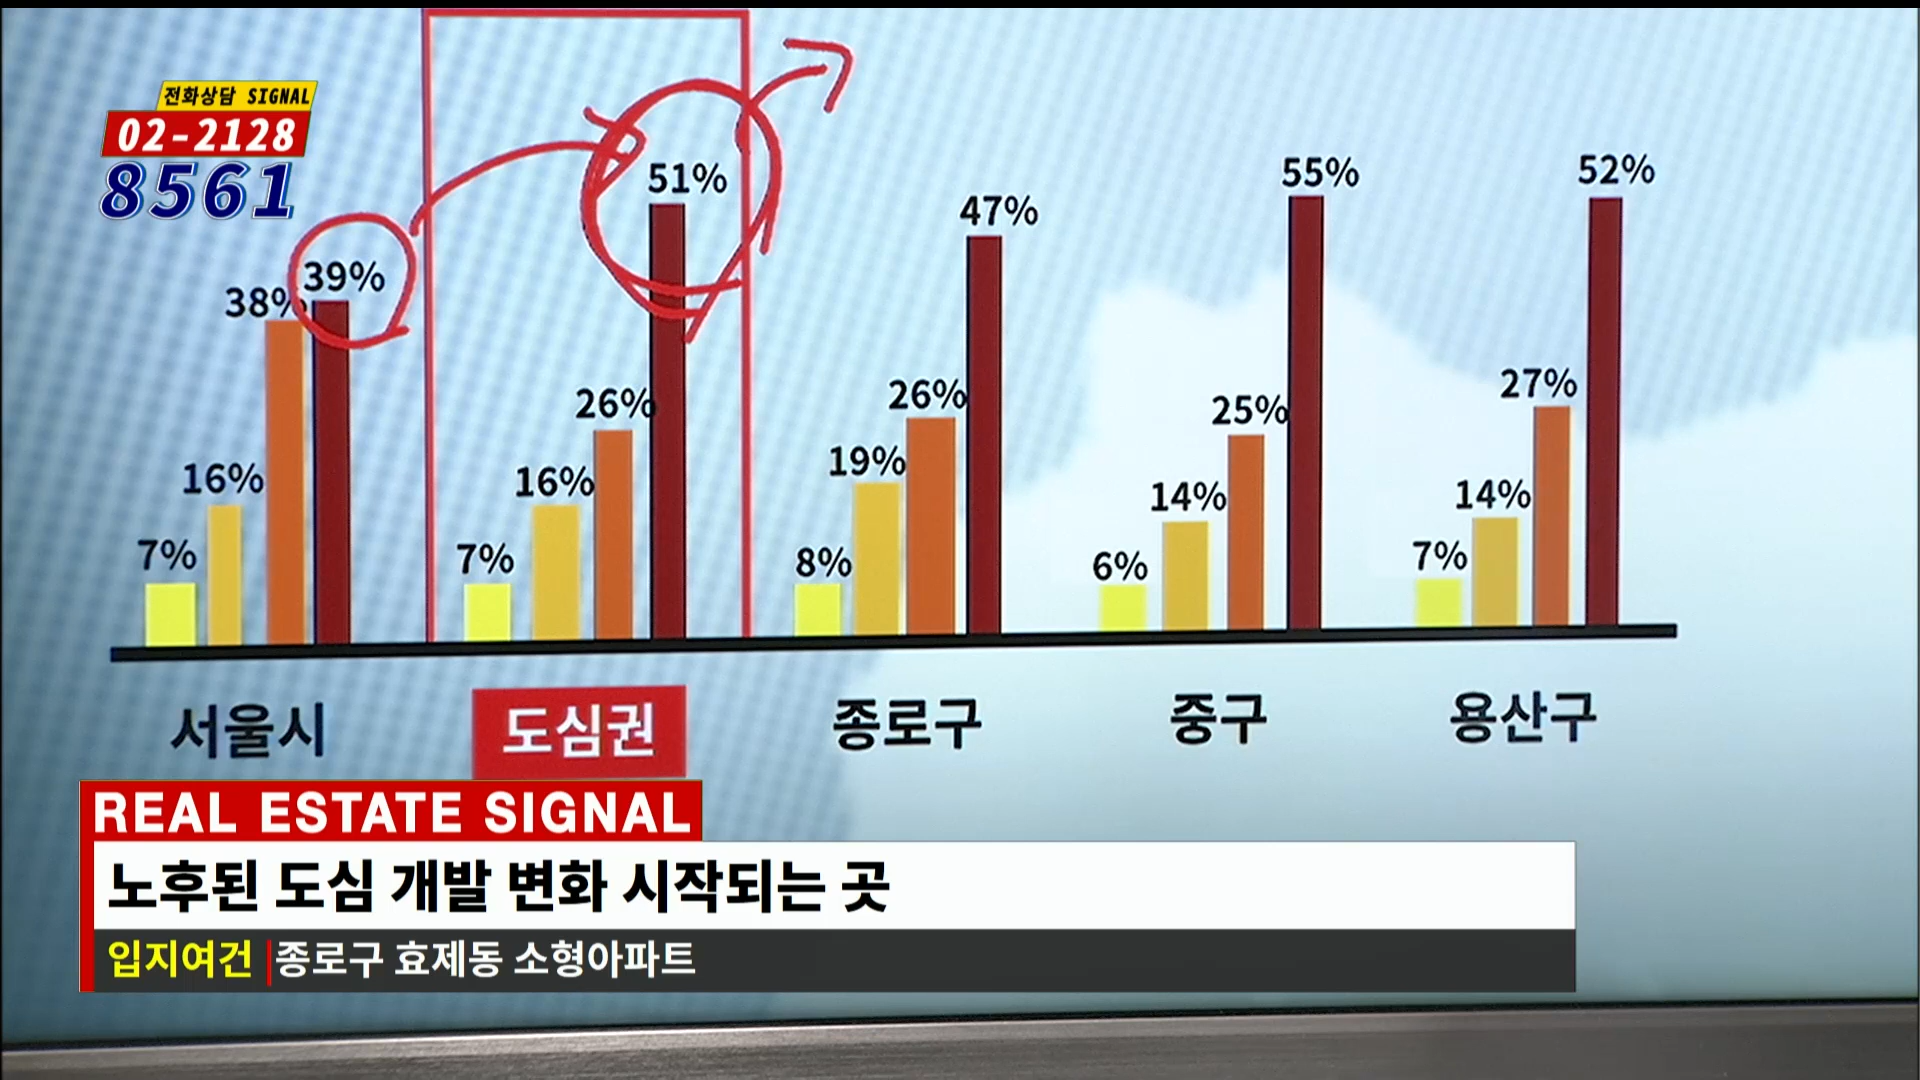 전화상담 SIGNAL
02-2128
8561
7% 16% 38% 39%
7% 16% 26% 51%
8% 19% 26% 47%
6% 14% 25% 55%
7% 14% 27% 52%
서울시 도심권 종로구 중구 용산구
REAL ESTATE SIGNAL
노후된 도심 개발 변화 시작되는 곳
입지여건 종로구 효제동 소형아파트